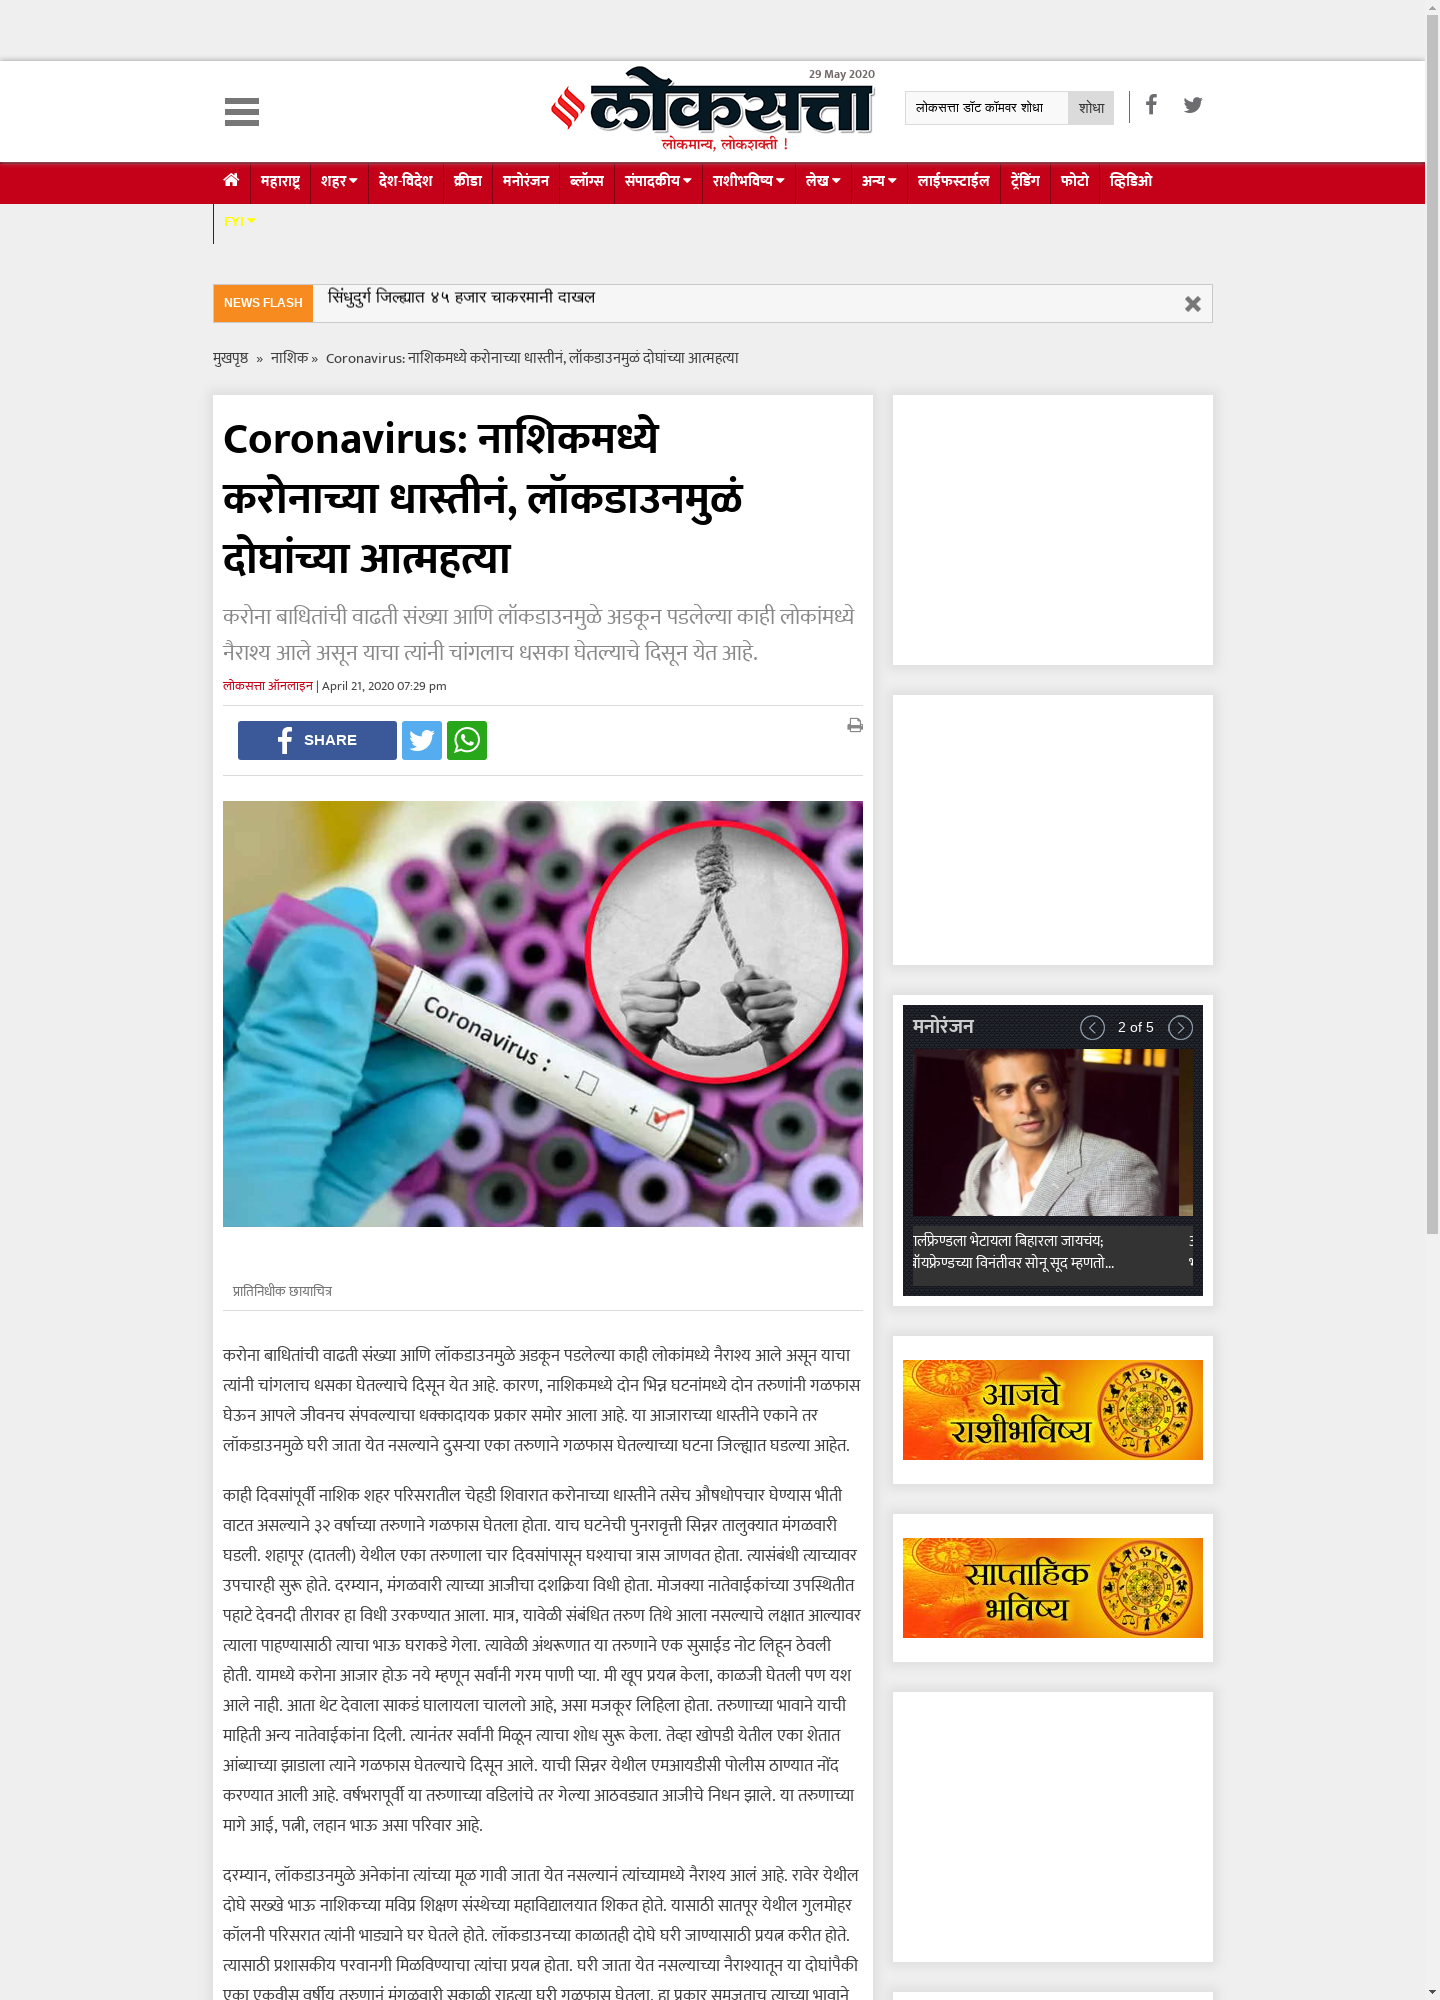 29 May 2020
लोकसत्ता
लोकमान्य, लोकशक्ती !
लोकसत्ता डॉट कॉमवर शोधा
शोधा
महाराष्ट्र शहर देश-विदेश क्रीडा मनोरंजन ब्लॉग्स संपादकीय राशीभविष्य लेख अन्य लाईफस्टाईल ट्रेंडिंग फोटो व्हिडिओ
FYI
NEWS FLASH सिंधुदुर्ग जिल्ह्यात ४५ हजार चाकरमानी दाखल
मुखपृष्ठ » नाशिक » Coronavirus: नाशिकमध्ये करोनाच्या धास्तीनं, लॉकडाउनमुळं दोघांच्या आत्महत्या
Coronavirus: नाशिकमध्ये
करोनाच्या धास्तीनं, लॉकडाउनमुळं
दोघांच्या आत्महत्या
करोना बाधितांची वाढती संख्या आणि लॉकडाउनमुळे अडकून पडलेल्या काही लोकांमध्ये
नैराश्य आले असून याचा त्यांनी चांगलाच धसका घेतल्याचे दिसून येत आहे.
लोकसत्ता ऑनलाइन | April 21, 2020 07:29 pm
SHARE
Coronavirus :
- +
प्रातिनिधीक छायाचित्र
करोना बाधितांची वाढती संख्या आणि लॉकडाउनमुळे अडकून पडलेल्या काही लोकांमध्ये नैराश्य आले असून याचा
त्यांनी चांगलाच धसका घेतल्याचे दिसून येत आहे. कारण, नाशिकमध्ये दोन भिन्न घटनांमध्ये दोन तरुणांनी गळफास
घेऊन आपले जीवनच संपवल्याचा धक्कादायक प्रकार समोर आला आहे. या आजाराच्या धास्तीने एकाने तर
लॉकडाउनमुळे घरी जाता येत नसल्याने दुसऱ्या एका तरुणाने गळफास घेतल्याच्या घटना जिल्ह्यात घडल्या आहेत.
काही दिवसांपूर्वी नाशिक शहर परिसरातील चेहडी शिवारात करोनाच्या धास्तीने तसेच औषधोपचार घेण्यास भीती
वाटत असल्याने ३२ वर्षाच्या तरुणाने गळफास घेतला होता. याच घटनेची पुनरावृत्ती सिन्नर तालुक्यात मंगळवारी
घडली. शहापूर (दातली) येथील एका तरुणाला चार दिवसांपासून घश्याचा त्रास जाणवत होता. त्यासंबंधी त्याच्यावर
उपचारही सुरू होते. दरम्यान, मंगळवारी त्याच्या आजीचा दशक्रिया विधी होता. मोजक्या नातेवाईकांच्या उपस्थितीत
पहाटे देवनदी तीरावर हा विधी उरकण्यात आला. मात्र, यावेळी संबंधित तरुण तिथे आला नसल्याचे लक्षात आल्यावर
त्याला पाहण्यासाठी त्याचा भाऊ घराकडे गेला. त्यावेळी अंथरूणात या तरुणाने एक सुसाईड नोट लिहून ठेवली
होती. यामध्ये करोना आजार होऊ नये म्हणून सर्वांनी गरम पाणी प्या. मी खूप प्रयत्न केला, काळजी घेतली पण यश
आले नाही. आता थेट देवाला साकडं घालायला चाललो आहे, असा मजकूर लिहिला होता. तरुणाच्या भावाने याची
माहिती अन्य नातेवाईकांना दिली. त्यानंतर सर्वांनी मिळून त्याचा शोध सुरू केला. तेव्हा खोपडी येतील एका शेतात
आंब्याच्या झाडाला त्याने गळफास घेतल्याचे दिसून आले. याची सिन्नर येथील एमआयडीसी पोलीस ठाण्यात नोंद
करण्यात आली आहे. वर्षभरापूर्वी या तरुणाच्या वडिलांचे तर गेल्या आठवड्यात आजीचे निधन झाले. या तरुणाच्या
मागे आई, पत्नी, लहान भाऊ असा परिवार आहे.
दरम्यान, लॉकडाउनमुळे अनेकांना त्यांच्या मूळ गावी जाता येत नसल्यानं त्यांच्यामध्ये नैराश्य आलं आहे. रावेर येथील
दोघे सख्खे भाऊ नाशिकच्या मविप्र शिक्षण संस्थेच्या महाविद्यालयात शिकत होते. यासाठी सातपूर येथील गुलमोहर
कॉलनी परिसरात त्यांनी भाड्याने घर घेतले होते. लॉकडाउनच्या काळातही दोघे घरी जाण्यासाठी प्रयत्न करीत होते.
त्यासाठी प्रशासकीय परवानगी मिळविण्याचा त्यांचा प्रयत्न होता. घरी जाता येत नसल्याच्या नैराश्यातून या दोघांपैकी
एका एकवीस वर्षीय तरुणानं मंगळवारी सकाळी राहत्या घरी गळफास घेतला. हा प्रकार समजताच त्याच्या भावाने
मनोरंजन
2 of 5
भेटायला बिहारला जायचंय;
विनंतीवर सोनू सूद म्हणतो...
आजचे
राशीभविष्य
साप्ताहिक
भविष्य